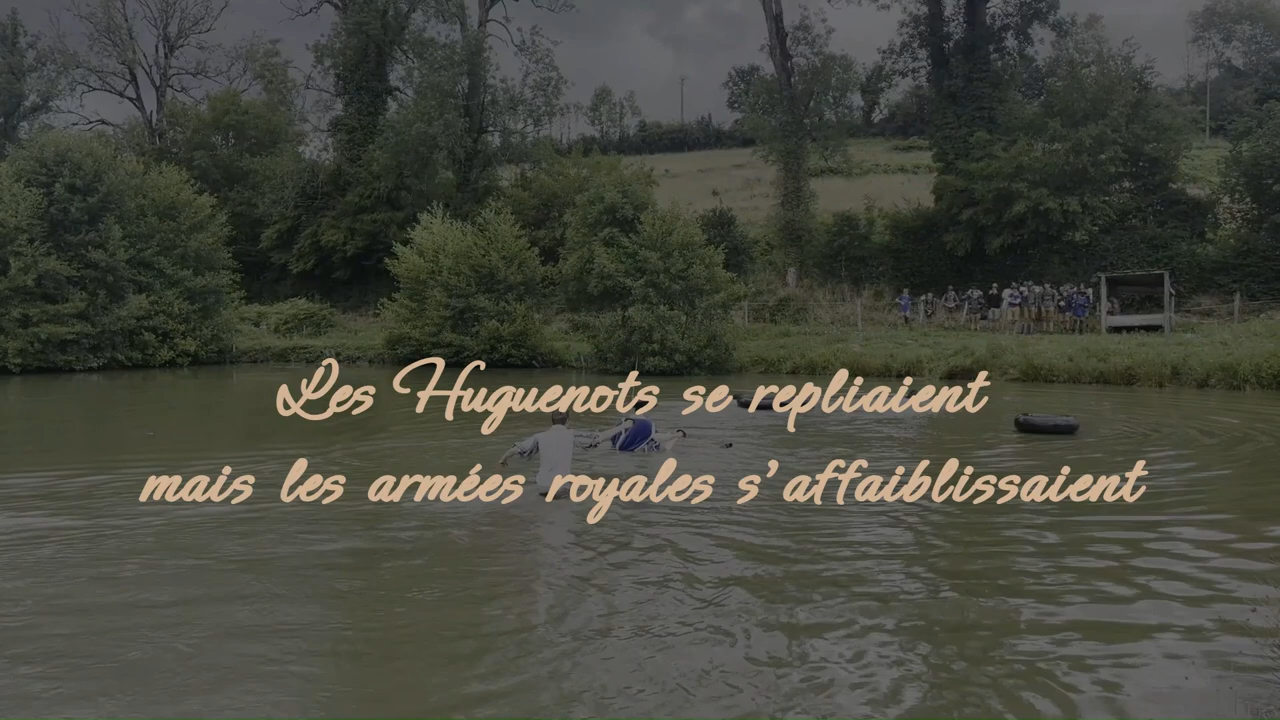 Les Huguenots se repliaient
mais les armées royales s'affaiblissaient